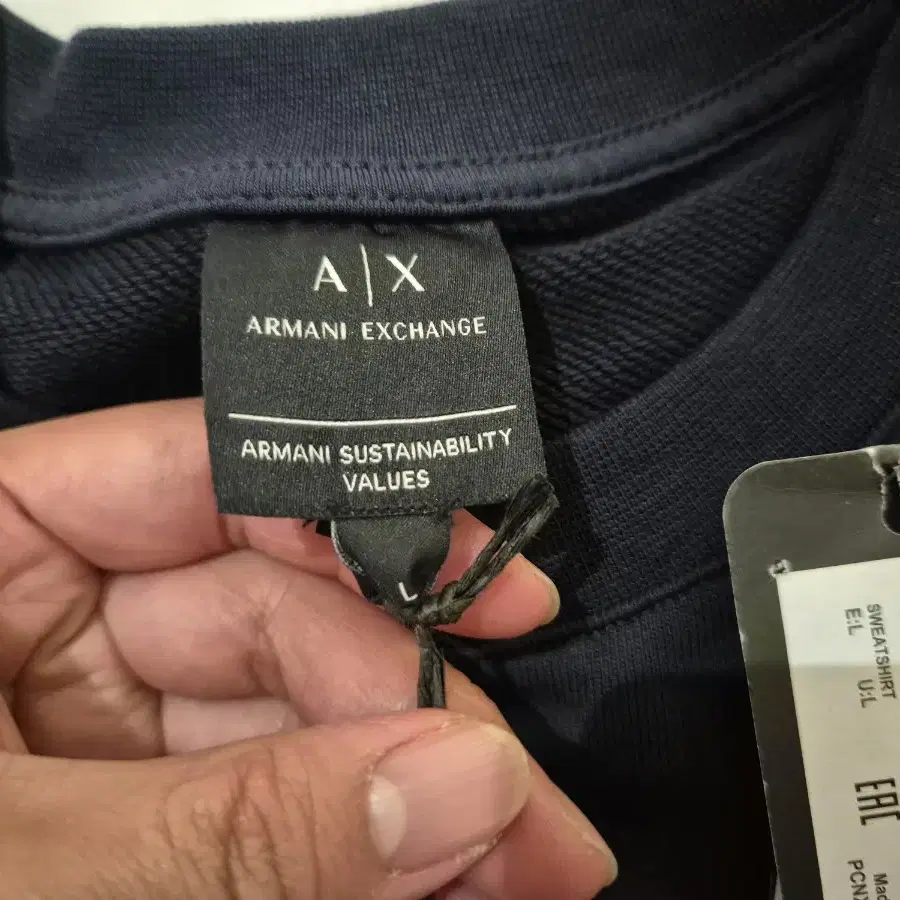 A|X
ARMANI EXCHANGE
ARMANI SUSTAINABILITY
VALUES
L
SWEATSHIRT
E:L U:L
EAC